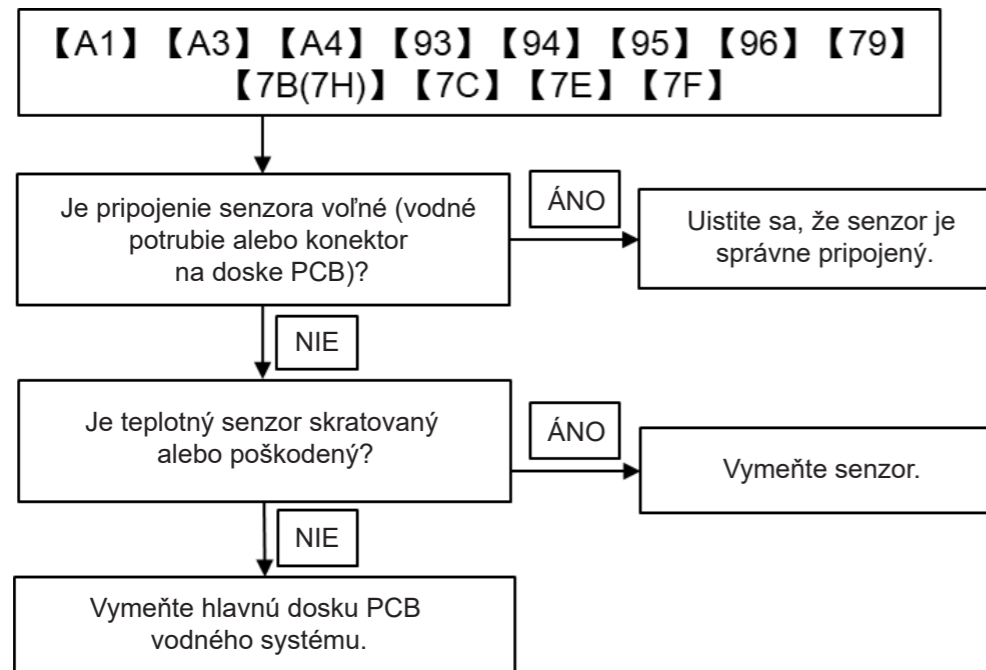 【A1】【A3】【A4】【93】【94】【95】【96】【79】
【7B(7H)】【7C】【7E】【7F】
Je pripojenie senzora voľné (vodné
potrubie alebo konektor
na doske PCB)?
ÁNO
Uistite sa, že senzor je
správne pripojený.
NIE
Je teplotný senzor skratovaný
alebo poškodený?
ÁNO
Vymeňte senzor.
NIE
Vymeňte hlavnú dosku PCB
vodného systému.